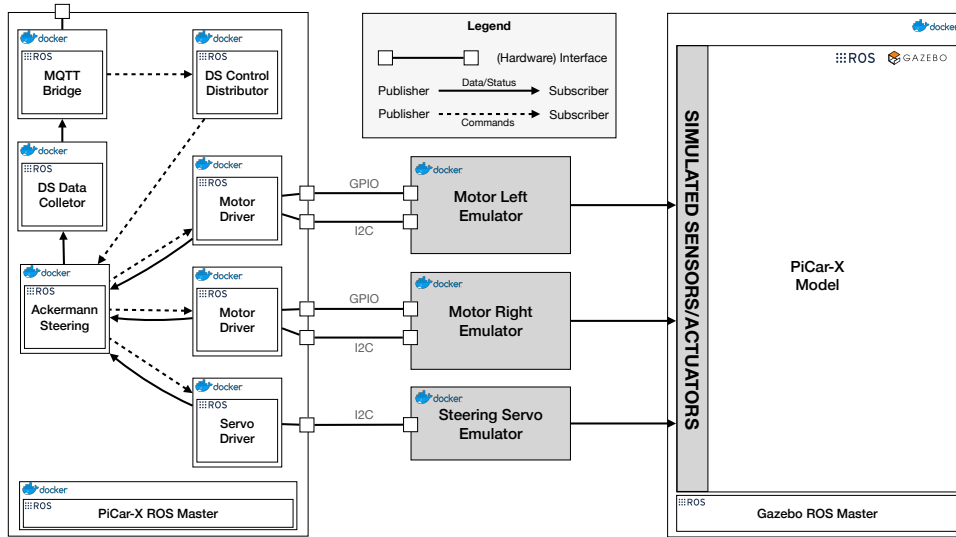 docker
ROS
MQTT
Bridge
docker
ROS
DS Control
Distributor
docker
ROS
DS Data
Colletor
docker
ROS
Motor
Driver
docker
ROS
Ackermann
Steering
docker
ROS
Motor
Driver
docker
ROS
Servo
Driver
docker
ROS
PiCar-X ROS Master
Legend
(Hardware) Interface
Publisher
Data/Status
Subscriber
Publisher
Commands
Subscriber
GPIO
I2C
docker
Motor Left
Emulator
GPIO
I2C
docker
Motor Right
Emulator
I2C
docker
Steering Servo
Emulator
docker
ROS
GAZEBO
SIMULATED SENSORS/ACTUATORS
PiCar-X
Model
ROS
Gazebo ROS Master